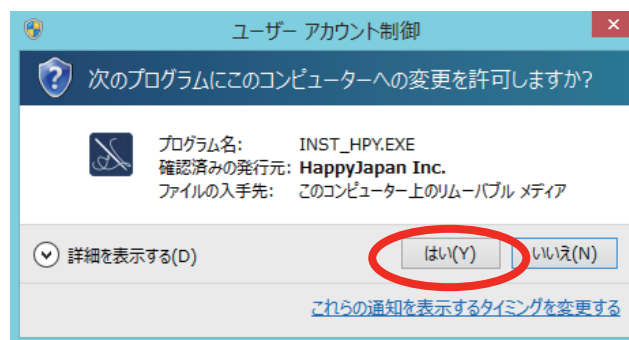 ユーザー アカウント制御
次のプログラムにこのコンピューターへの変更を許可しますか?
プログラム名: INST_HPY.EXE
確認済みの発行元: HappyJapan Inc.
ファイルの入手先: このコンピューター上のリムーバブル メディア
詳細を表示する(D) はい(Y) いいえ(N)
これらの通知を表示するタイミングを変更する